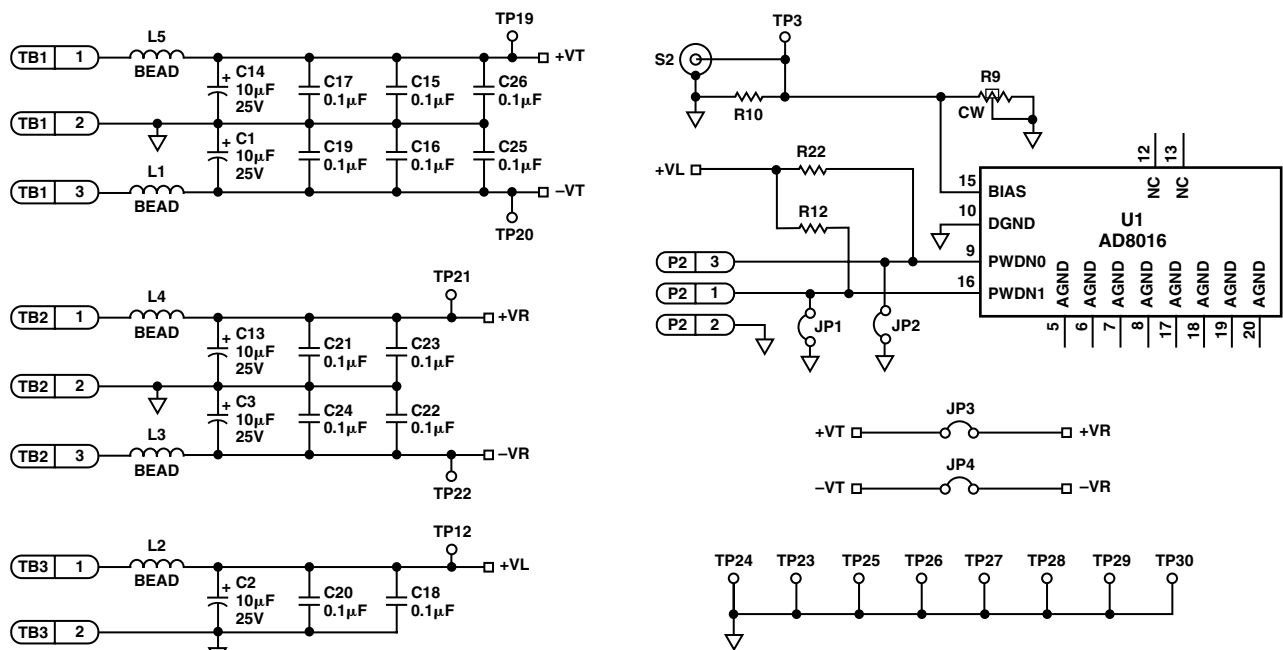 TP19
L5
TB1 1
BEAD
+VT
+ C14
10μF
25V
C17
0.1μF
C15
0.1μF
C26
0.1μF
TB1 2
+ C1
10μF
25V
C19
0.1μF
C16
0.1μF
C25
0.1μF
L1
TB1 3
BEAD
–VT
TP20
TP21
L4
TB2 1
BEAD
+VR
+ C13
10μF
25V
C21
0.1μF
C23
0.1μF
TB2 2
+ C3
10μF
25V
C24
0.1μF
C22
0.1μF
L3
TB2 3
BEAD
–VR
TP22
TP12
L2
TB3 1
BEAD
+VL
+ C2
10μF
25V
C20
0.1μF
C18
0.1μF
TB3 2
TP3
S2
R9
R10
CW
R22
+VL
R12
12
13
NC
NC
15
BIAS
10
DGND
U1
AD8016
P2 3
9
PWDN0
P2 1
16
PWDN1
P2 2
JP1
JP2
AGND
AGND
AGND
AGND
AGND
AGND
AGND
AGND
5
6
7
8
17
18
19
20
JP3
+VT
+VR
JP4
–VT
–VR
TP24
TP23
TP25
TP26
TP27
TP28
TP29
TP30